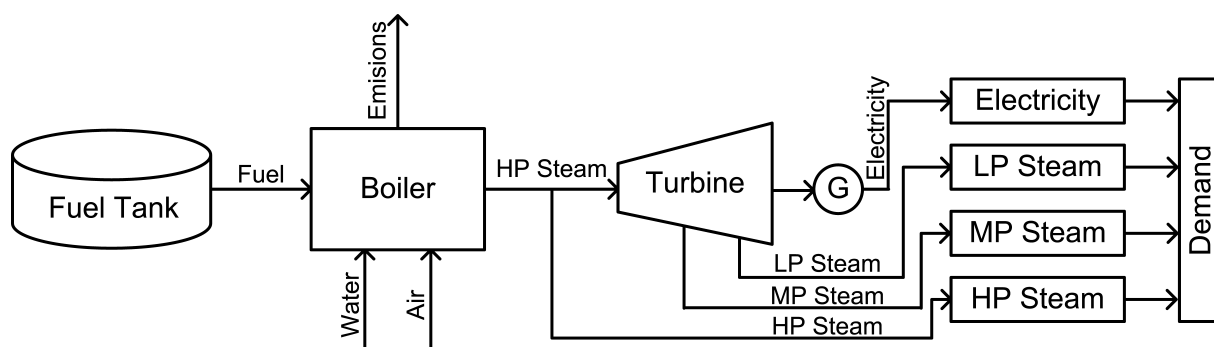 Emisions
Fuel Tank
Fuel
Boiler
Water
Air
HP Steam
Turbine
G
Electricity
LP Steam
MP Steam
HP Steam
Electricity
LP Steam
MP Steam
HP Steam
Demand